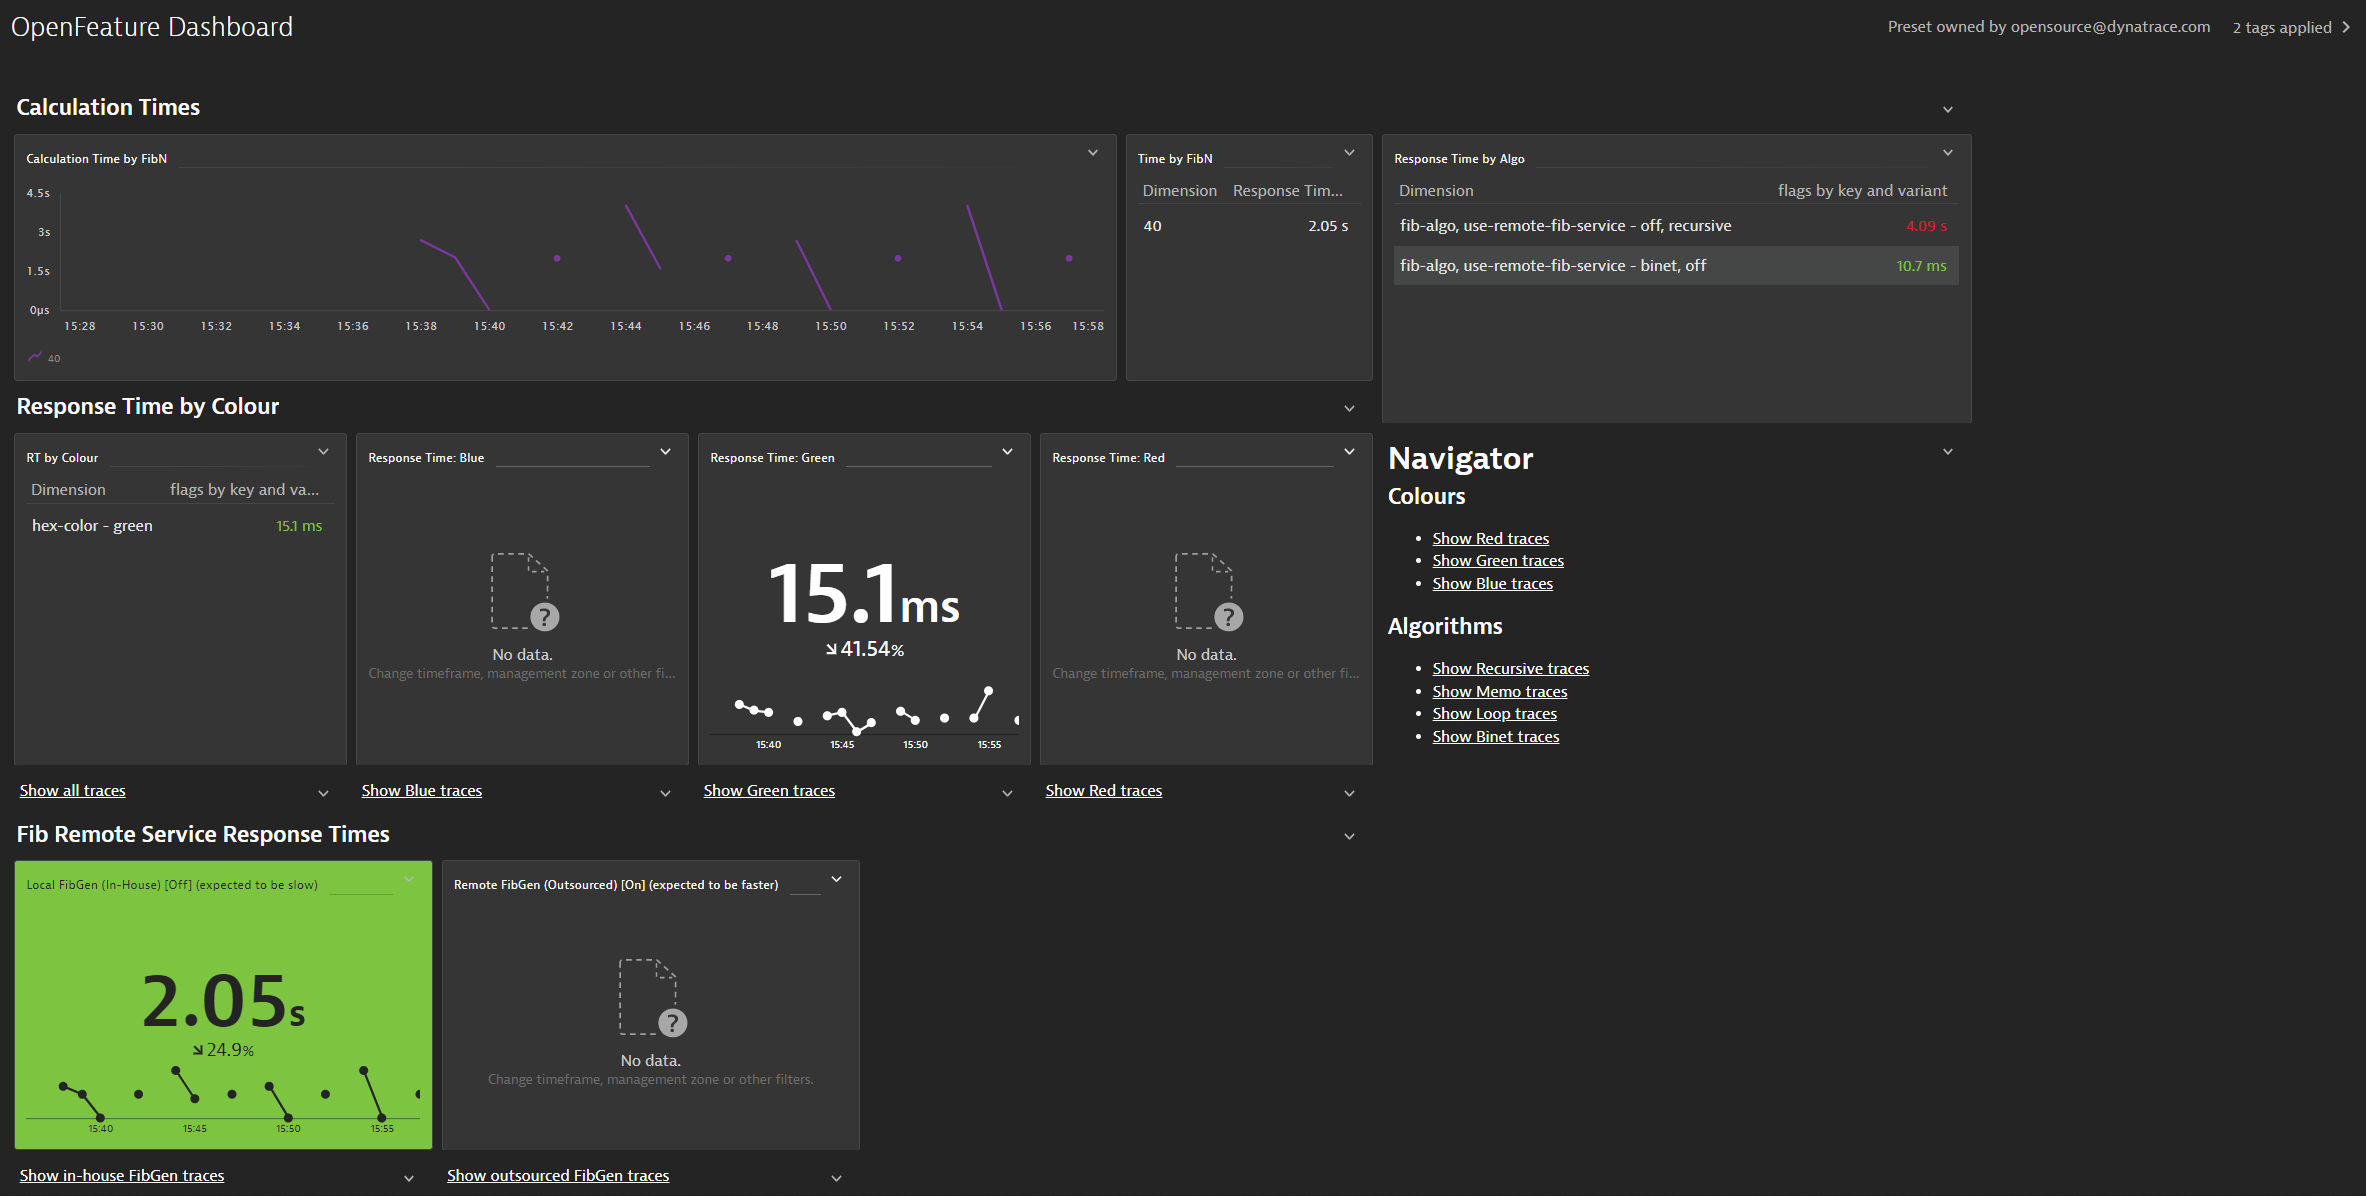 OpenFeature Dashboard
Preset owned by opensource@dynatrace.com
2 tags applied
Calculation Times
Calculation Time by FibN
4.5s
3s
1.5s
0µs
15:28 15:30 15:32 15:34 15:36 15:38 15:40 15:42 15:44 15:46 15:48 15:50 15:52 15:54 15:56 15:58
40
Time by FibN
Dimension Response Tim...
40 2.05 s
Response Time by Algo
Dimension flags by key and variant
fib-algo, use-remote-fib-service - off, recursive 4.09 s
fib-algo, use-remote-fib-service - binet, off 10.7 ms
Response Time by Colour
RT by Colour
Dimension flags by key and va...
hex-color - green 15.1 ms
Response Time: Blue
?
No data.
Change timeframe, management zone or other fi...
Response Time: Green
15.1ms
41.54%
15:40 15:45 15:50 15:55
Response Time: Red
?
No data.
Change timeframe, management zone or other fi...
Navigator
Colours
• Show Red traces
• Show Green traces
• Show Blue traces
Algorithms
• Show Recursive traces
• Show Memo traces
• Show Loop traces
• Show Binet traces
Show all traces
Show Blue traces
Show Green traces
Show Red traces
Fib Remote Service Response Times
Local FibGen (In-House) [Off] (expected to be slow)
2.05s
24.9%
15:40 15:45 15:50 15:55
Remote FibGen (Outsourced) [On] (expected to be faster)
?
No data.
Change timeframe, management zone or other filters.
Show in-house FibGen traces
Show outsourced FibGen traces